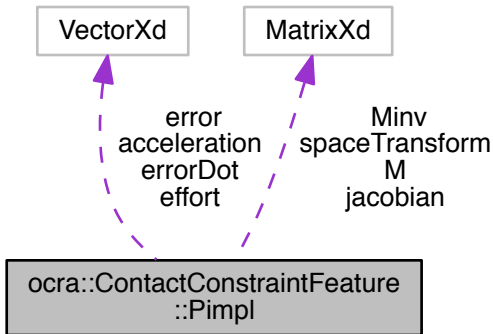 VectorXd
MatrixXd
error
acceleration
errorDot
effort
Minv
spaceTransform
M
jacobian
ocra::ContactConstraintFeature
::Pimpl